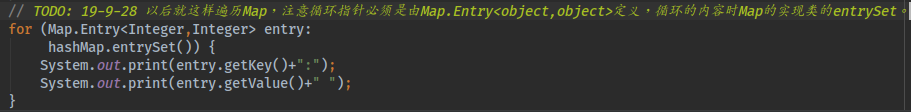 // TODO: 19-9-28 以后就这样遍历Map，注意循环指针必须是由Map.Entry<object,object>定义，循环的内容时Map的实现类的entrySet。
for (Map.Entry<Integer,Integer> entry:
hashMap.entrySet()) {
System.out.print(entry.getKey()+":");
System.out.print(entry.getValue()+" ");
}